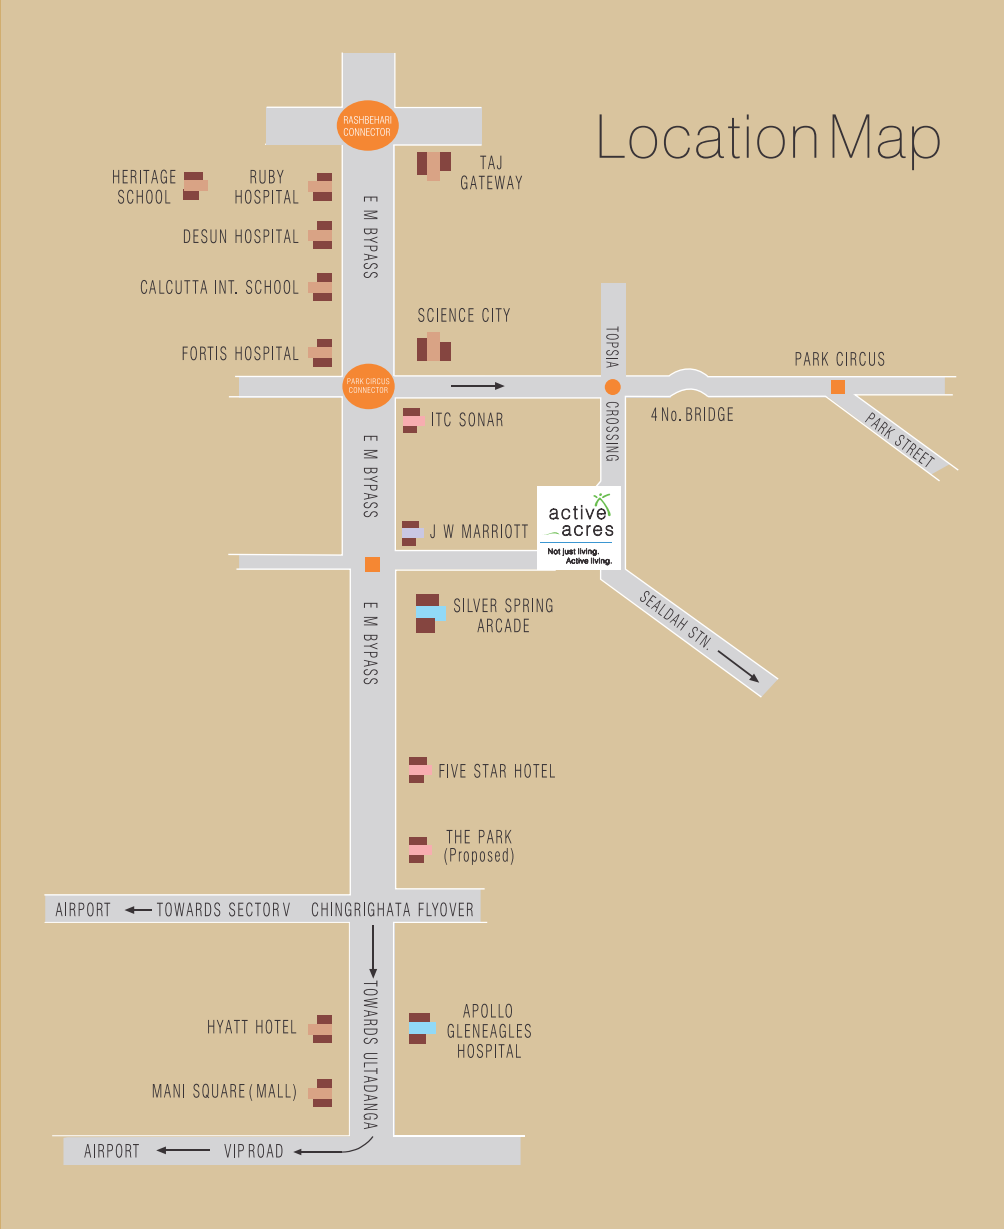 Location Map
RASHBEHARI
CONNECTOR
TAJ
GATEWAY
HERITAGE
SCHOOL
RUBY
HOSPITAL
E M BYPASS
DESUN HOSPITAL
CALCUTTA INT. SCHOOL
SCIENCE CITY
FORTIS HOSPITAL
TOPSIA
CROSSING
PARK CIRCUS
PARK CIRCUS
CONNECTOR
4 No. BRIDGE
PARK STREET
ITC SONAR
E M BYPASS
active
acres
Not just living.
Active living.
J W MARRIOTT
SILVER SPRING
ARCADE
SEALDAH STN.
E M BYPASS
FIVE STAR HOTEL
THE PARK
(Proposed)
AIRPORT
TOWARDS SECTOR V
CHINGRIGHATA FLYOVER
TOWARDS ULTADANGA
HYATT HOTEL
APOLLO
GLENEAGLES
HOSPITAL
MANI SQUARE (MALL)
AIRPORT
VIP ROAD